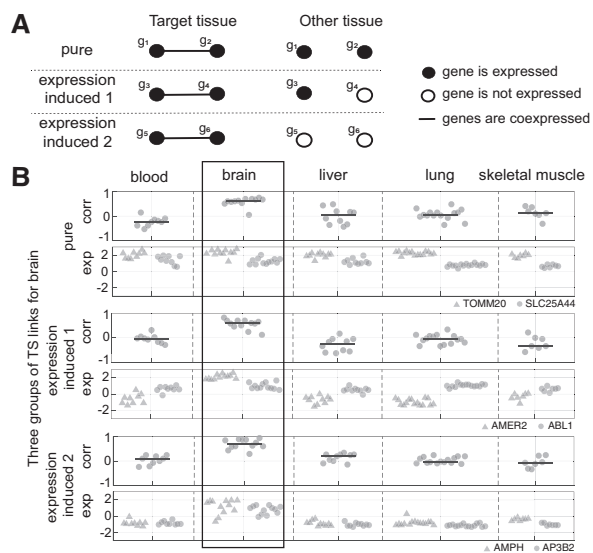 A
Target tissue Other tissue
pure g1 g2 g1 g2
expression
induced 1 g3 g4 g3 g4
expression
induced 2 g5 g6 g5 g6
gene is expressed
gene is not expressed
genes are coexpressed
B
blood brain liver lung skeletal muscle
Three groups of TS links for brain
pure
corr
1
0
-1
exp
2
0
-2
TOMM20 SLC25A44
expression
induced 1
corr
1
0
-1
exp
2
0
-2
AMER2 ABL1
expression
induced 2
corr
1
0
-1
exp
2
0
-2
AMPH AP3B2